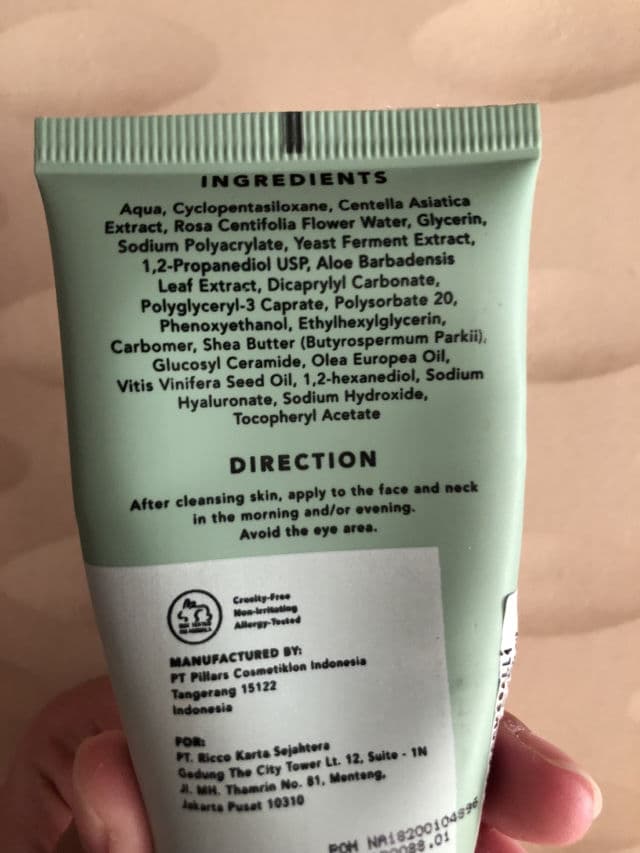 INGREDIENTS
Aqua, Cyclopentasiloxane, Centella Asiatica
Extract, Rosa Centifolia Flower Water, Glycerin,
Sodium Polyacrylate, Yeast Ferment Extract,
1,2-Propanediol USP, Aloe Barbadensis
Leaf Extract, Dicaprylyl Carbonate,
Polyglyceryl-3 Caprate, Polysorbate 20,
Phenoxyethanol, Ethylhexylglycerin,
Carbomer, Shea Butter (Butyrospermum Parkii),
Glucosyl Ceramide, Olea Europea Oil,
Vitis Vinifera Seed Oil, 1,2-hexanediol, Sodium
Hyaluronate, Sodium Hydroxide,
Tocopheryl Acetate
DIRECTION
After cleansing skin, apply to the face and neck
in the morning and/or evening.
Avoid the eye area.
Cruelty-Free
Non-Irritating
Allergy-Tested
MANUFACTURED BY:
PT Pillars Cosmetiklon Indonesia
Tangerang 15122
Indonesia
FOR:
PT. Ricco Karta Sejahtera
Gedung The City Tower Lt. 12, Suite - 1N
Jl. MH. Thamrin No. 81, Menteng,
Jakarta Pusat 10310
POM